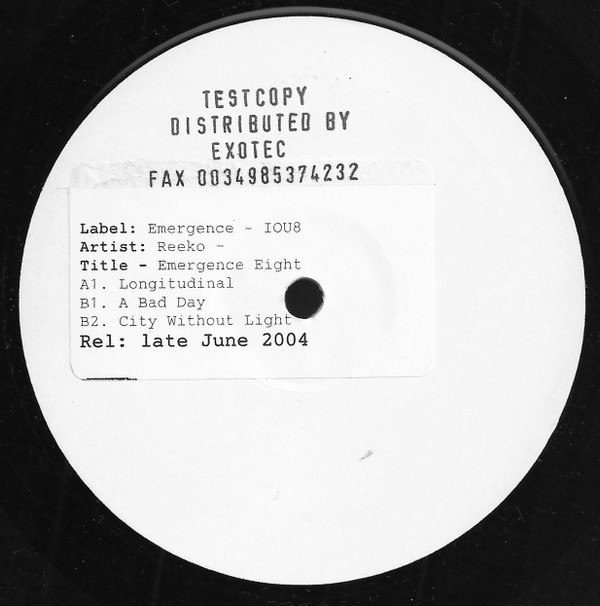 TESTCOPY
DISTRIBUTED BY
EXOTEC
FAX 0034985374232
Label: Emergence - IOU8
Artist: Reeko -
Title - Emergence Eight
A1. Longitudinal
B1. A Bad Day
B2. City Without Light
Rel: late June 2004